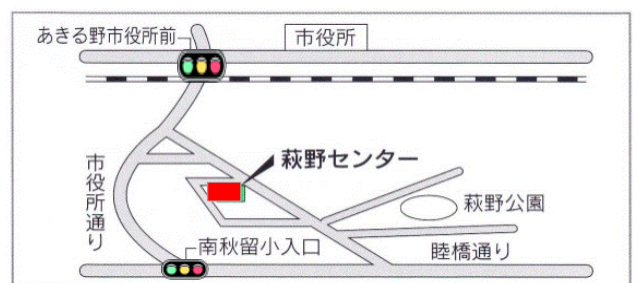 あきる野市役所前
市役所
萩野センター
市役所通り
萩野公園
南秋留小入口
睦橋通り